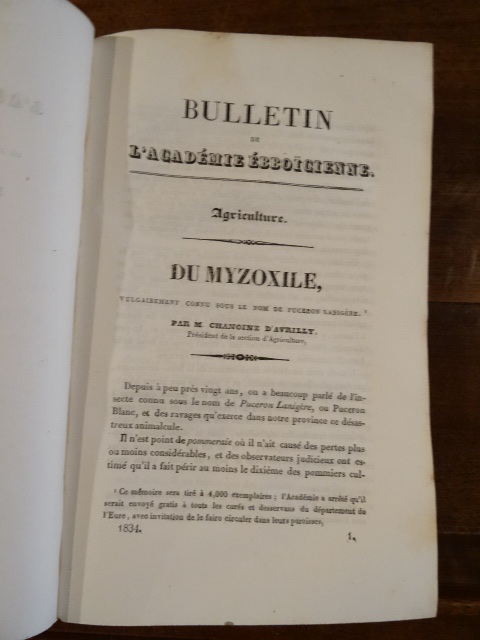 BULLETIN
DE
L'ACADÉMIE ÉBROÏCIENNE.
Agriculture.
DU MYZOXILE,
VULGAIREMENT CONNU SOUS LE NOM DE PUCERON LANIGÈRE. ¹
PAR M. CHANOINE D'AVRILLY,
Président de la section d'Agriculture,
Depuis à peu près vingt ans, on a beaucoup parlé de l'in-
secte connu sous le nom de Puceron Lanigère, ou Puceron
Blanc, et des ravages qu'exerce dans notre province ce désas-
treux animalcule.
Il n'est point de pommeraie où il n'ait causé des pertes plus
ou moins considérables, et des observateurs judicieux ont es-
timé qu'il a fait périr au moins le dixième des pommiers cul-
¹ Ce mémoire sera tiré à 4,000 exemplaires ; l'Académie a arrêté qu'il
serait envoyé gratis à toute les curés et desservans du département de
l'Eure, avec invitation de le faire circuler dans leurs paroisses,
1834. 1.